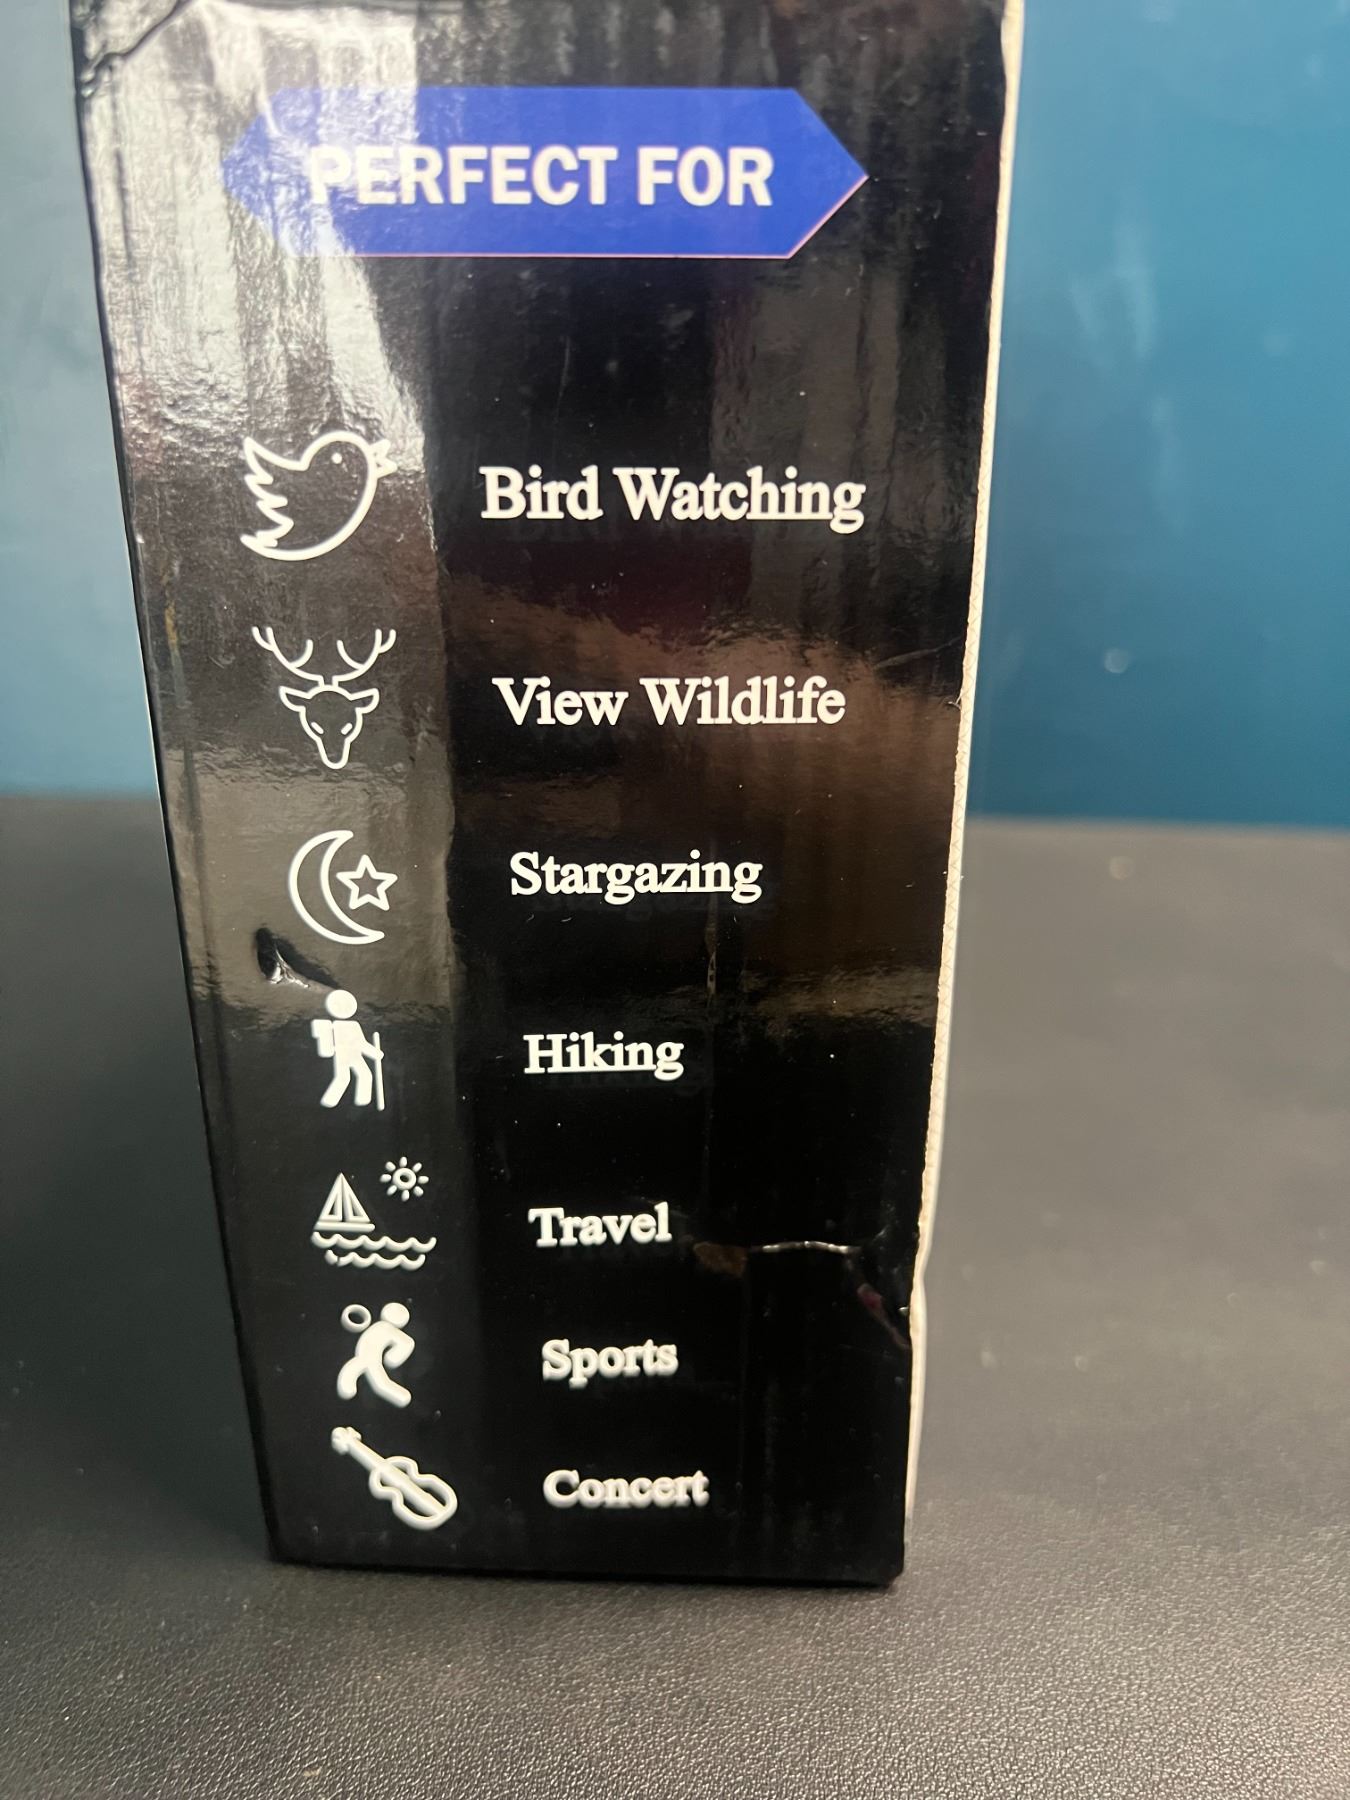 PERFECT FOR
Bird Watching
View Wildlife
Stargazing
Hiking
Travel
Sports
Concert